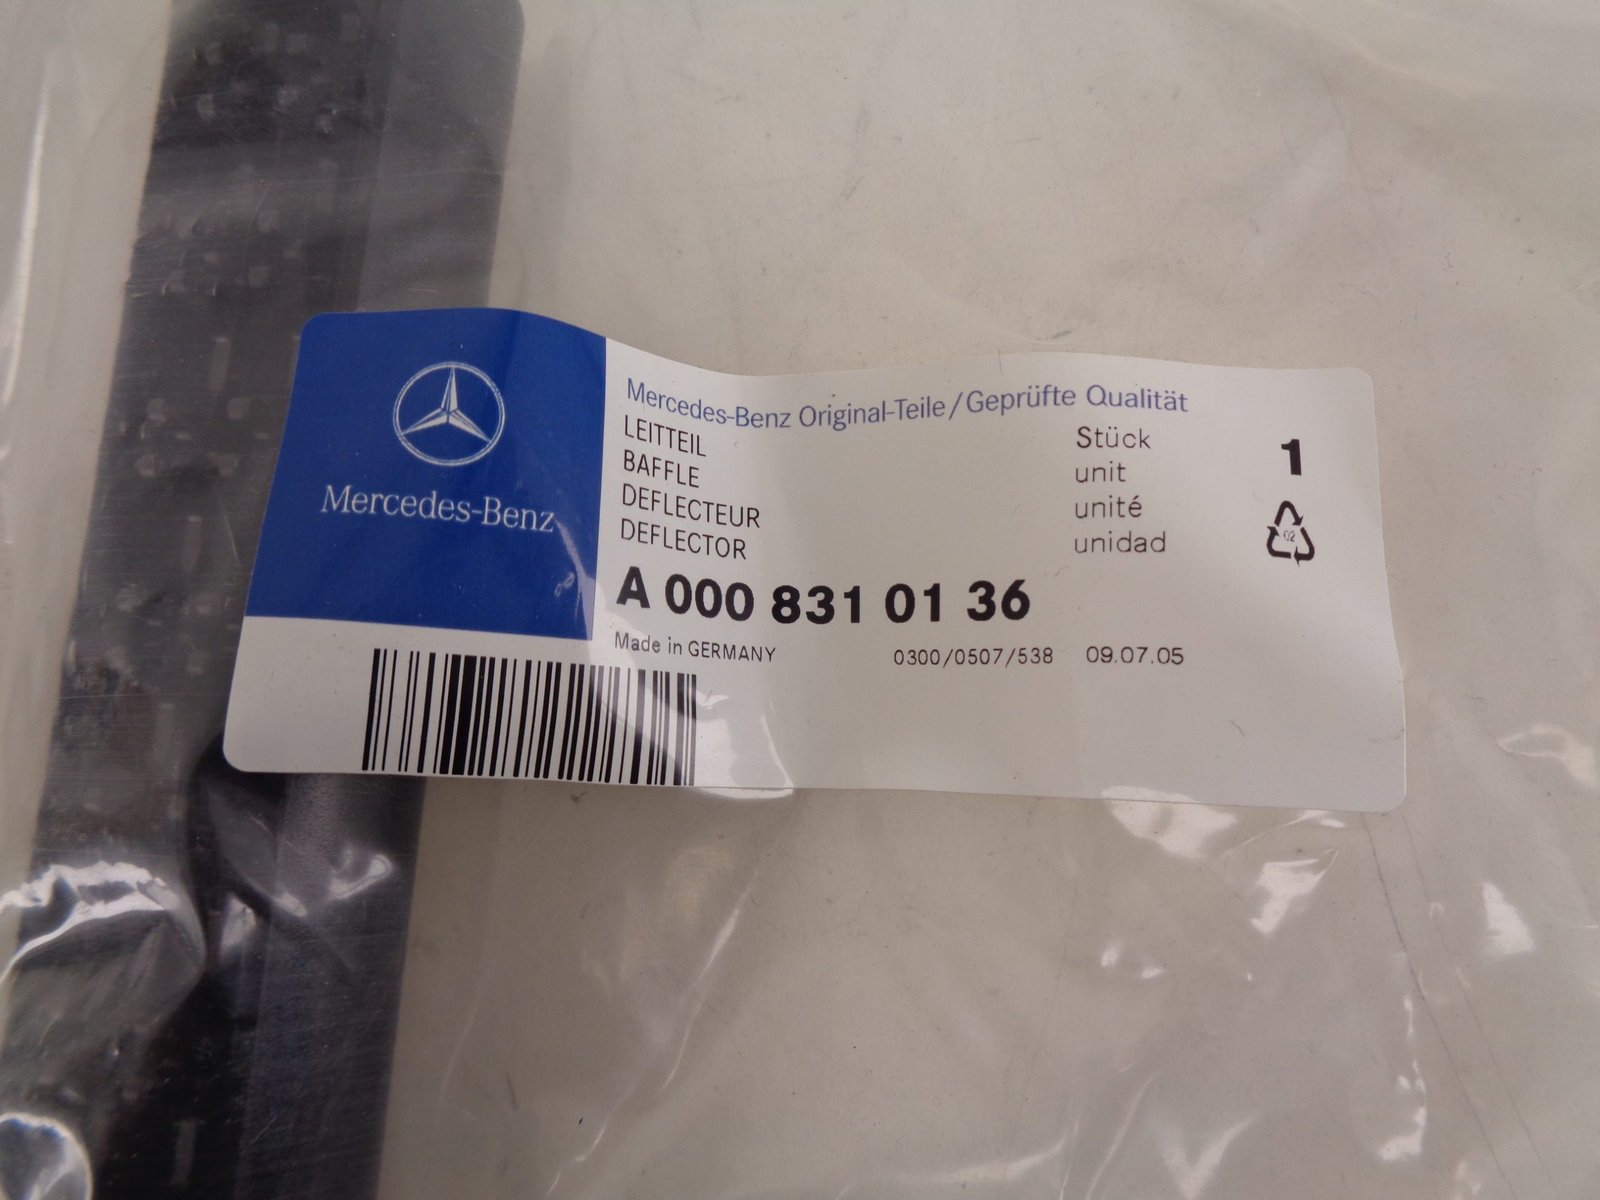 Mercedes-Benz
Mercedes-Benz Original-Teile/Geprüfte Qualität
LEITTEIL
BAFFLE
DEFLECTEUR
DEFLECTOR
Stück 1
unit
unité
unidad
02
A 000 831 01 36
Made in GERMANY 0300/0507/538 09.07.05